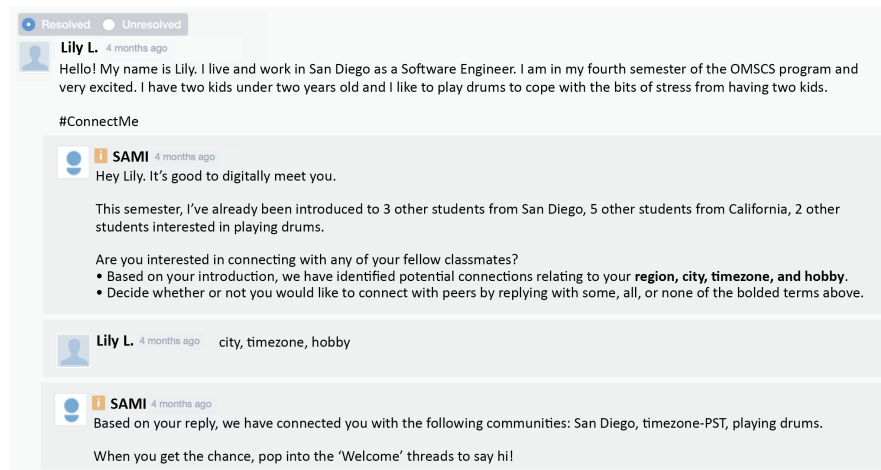 Resolved Unresolved
Lily L. 4 months ago
Hello! My name is Lily. I live and work in San Diego as a Software Engineer. I am in my fourth semester of the OMSCS program and
very excited. I have two kids under two years old and I like to play drums to cope with the bits of stress from having two kids.
#ConnectMe
i SAMI 4 months ago
Hey Lily. It’s good to digitally meet you.
This semester, I’ve already been introduced to 3 other students from San Diego, 5 other students from California, 2 other
students interested in playing drums.
Are you interested in connecting with any of your fellow classmates?
• Based on your introduction, we have identified potential connections relating to your region, city, timezone, and hobby.
• Decide whether or not you would like to connect with peers by replying with some, all, or none of the bolded terms above.
Lily L. 4 months ago city, timezone, hobby
i SAMI 4 months ago
Based on your reply, we have connected you with the following communities: San Diego, timezone-PST, playing drums.
When you get the chance, pop into the ‘Welcome’ threads to say hi!